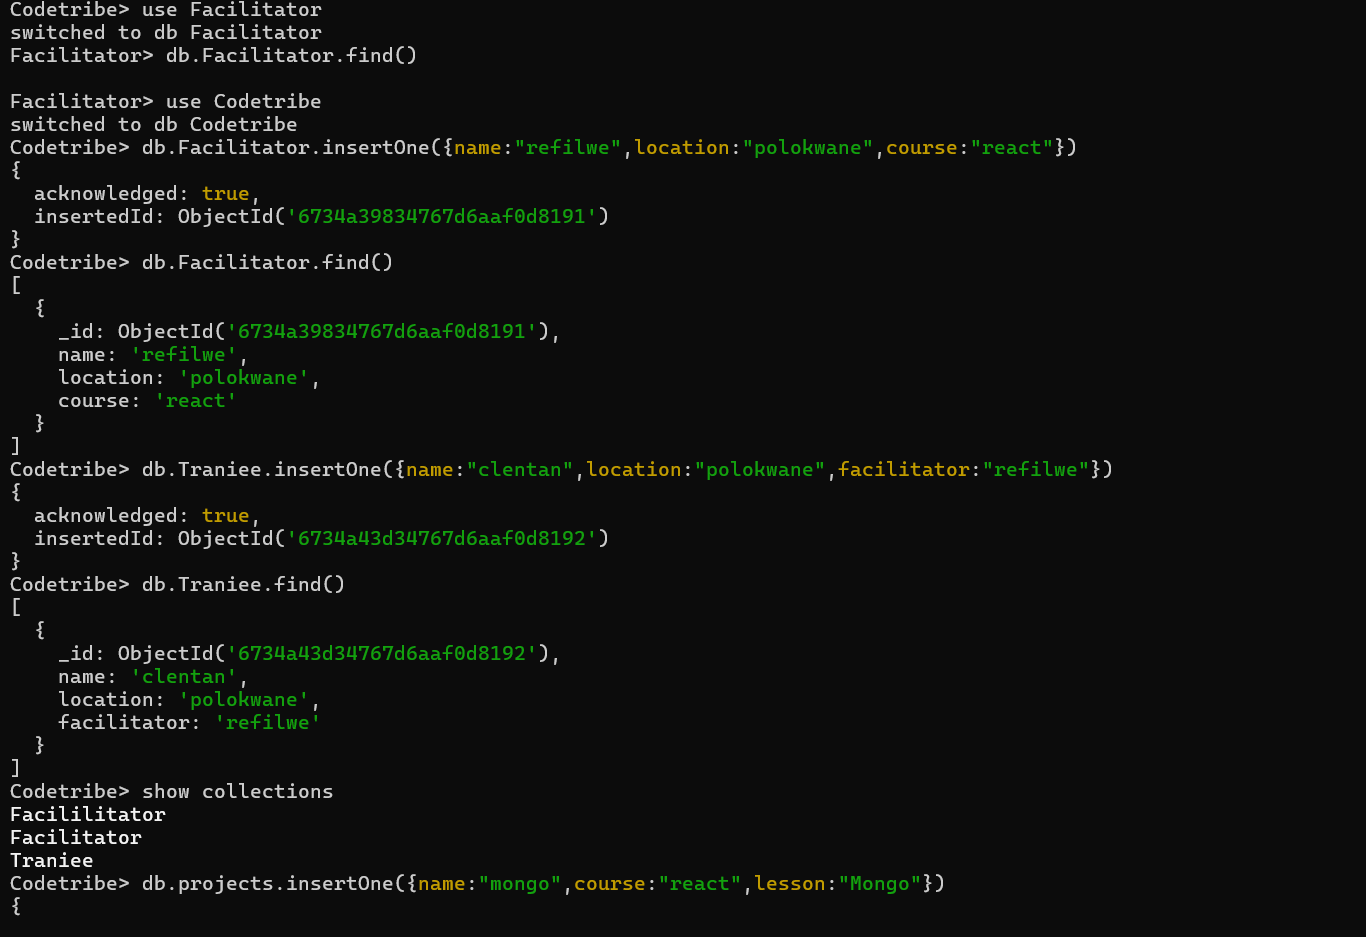 Codetribe> use Facilitator
switched to db Facilitator
Facilitator> db.Facilitator.find()

Facilitator> use Codetribe
switched to db Codetribe
Codetribe> db.Facilitator.insertOne({name:"refilwe",location:"polokwane",course:"react"})
{
  acknowledged: true,
  insertedId: ObjectId('6734a39834767d6aaf0d8191')
}
Codetribe> db.Facilitator.find()
[
  {
    _id: ObjectId('6734a39834767d6aaf0d8191'),
    name: 'refilwe',
    location: 'polokwane',
    course: 'react'
  }
]
Codetribe> db.Traniee.insertOne({name:"clentan",location:"polokwane",facilitator:"refilwe"})
{
  acknowledged: true,
  insertedId: ObjectId('6734a43d34767d6aaf0d8192')
}
Codetribe> db.Traniee.find()
[
  {
    _id: ObjectId('6734a43d34767d6aaf0d8192'),
    name: 'clentan',
    location: 'polokwane',
    facilitator: 'refilwe'
  }
]
Codetribe> show collections
Facililitator
Facilitator
Traniee
Codetribe> db.projects.insertOne({name:"mongo",course:"react",lesson:"Mongo"})
{